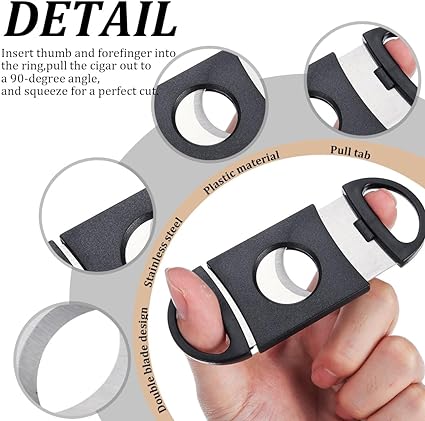 DETAIL
Insert thumb and forefinger into
the ring,pull the cigar out to
a 90-degree angle,
and squeeze for a perfect cut.
Pull tab
Plastic material
Stainless steel
Double blade design